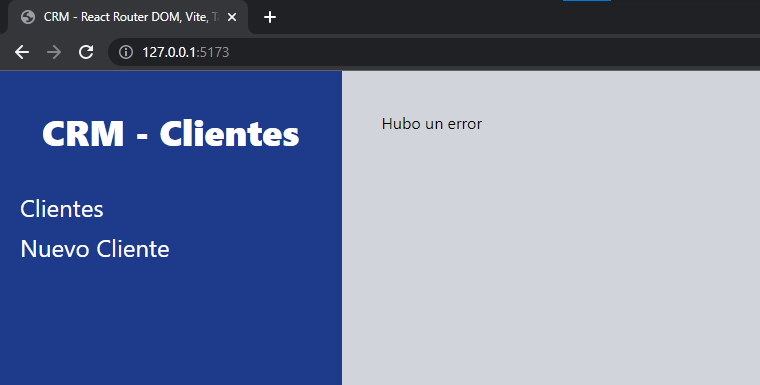 CRM - React Router DOM, Vite,
127.0.0.1:5173
CRM - Clientes
Hubo un error
Clientes
Nuevo Cliente